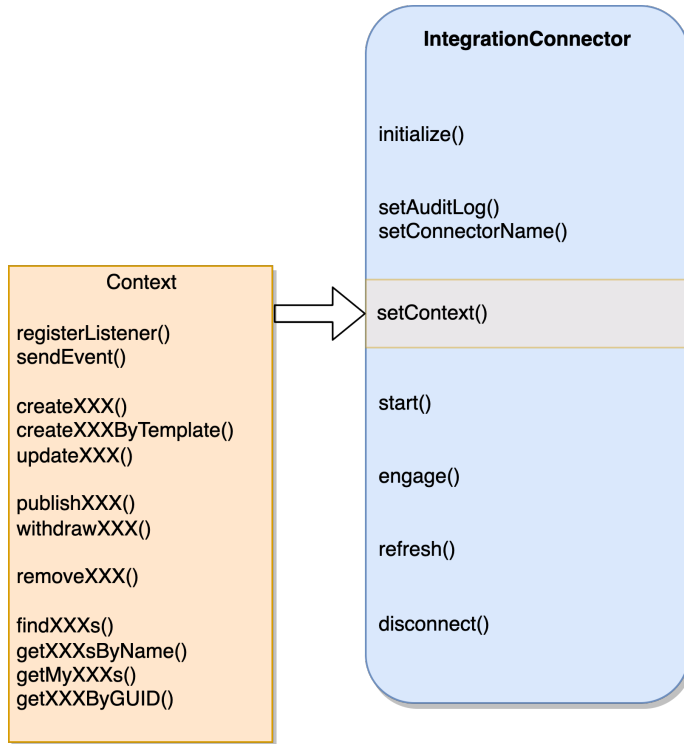 IntegrationConnector
initialize()
setAuditLog()
setConnectorName()
setContext()
start()
engage()
refresh()
disconnect()
Context
registerListener()
sendEvent()
createXXX()
createXXXByTemplate()
updateXXX()
publishXXX()
withdrawXXX()
removeXXX()
findXXXs()
getXXXsByName()
getMyXXXs()
getXXXByGUID()